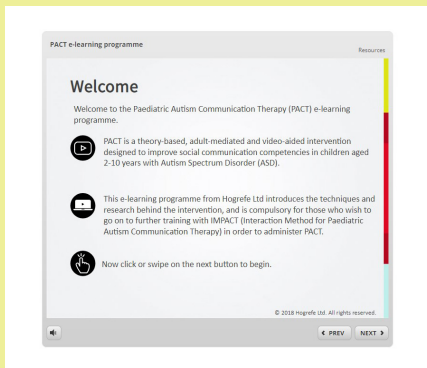 PACT e-learning programme
Resources
Welcome
Welcome to the Paediatric Autism Communication Therapy (PACT) e-learning
programme.
PACT is a theory-based, adult-mediated and video-aided intervention
designed to improve social communication competencies in children aged
2-10 years with Autism Spectrum Disorder (ASD).
This e-learning programme from Hogrefe Ltd introduces the techniques and
research behind the intervention, and is compulsory for those who wish to
go on to further training with IMPACT (Interaction Method for Paediatric
Autism Communication Therapy) in order to administer PACT.
Now click or swipe on the next button to begin.
© 2018 Hogrefe Ltd. All rights reserved.
PREV NEXT